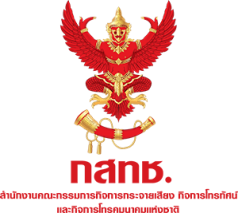 กสทช.
สำนักงานคณะกรรมการกิจการกระจายเสียง กิจการโทรทัศน์
และกิจการโทรคมนาคมแห่งชาติ